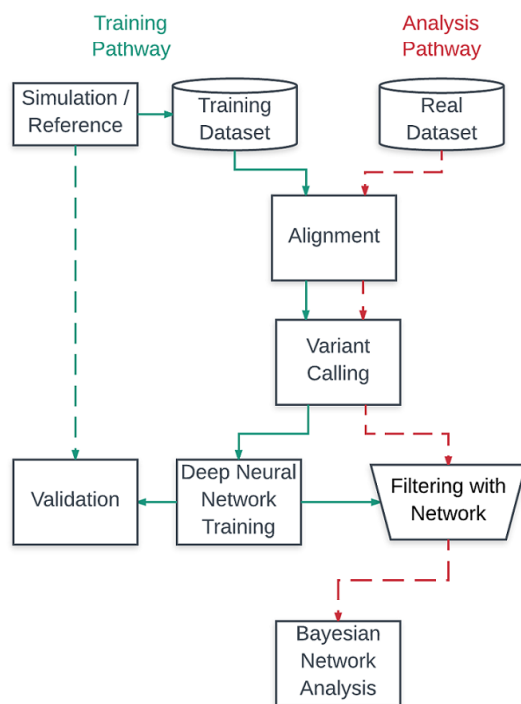 Training
Pathway
Analysis
Pathway
Simulation /
Reference
Training
Dataset
Real
Dataset
Alignment
Variant
Calling
Validation
Deep Neural
Network
Training
Filtering with
Network
Bayesian
Network
Analysis